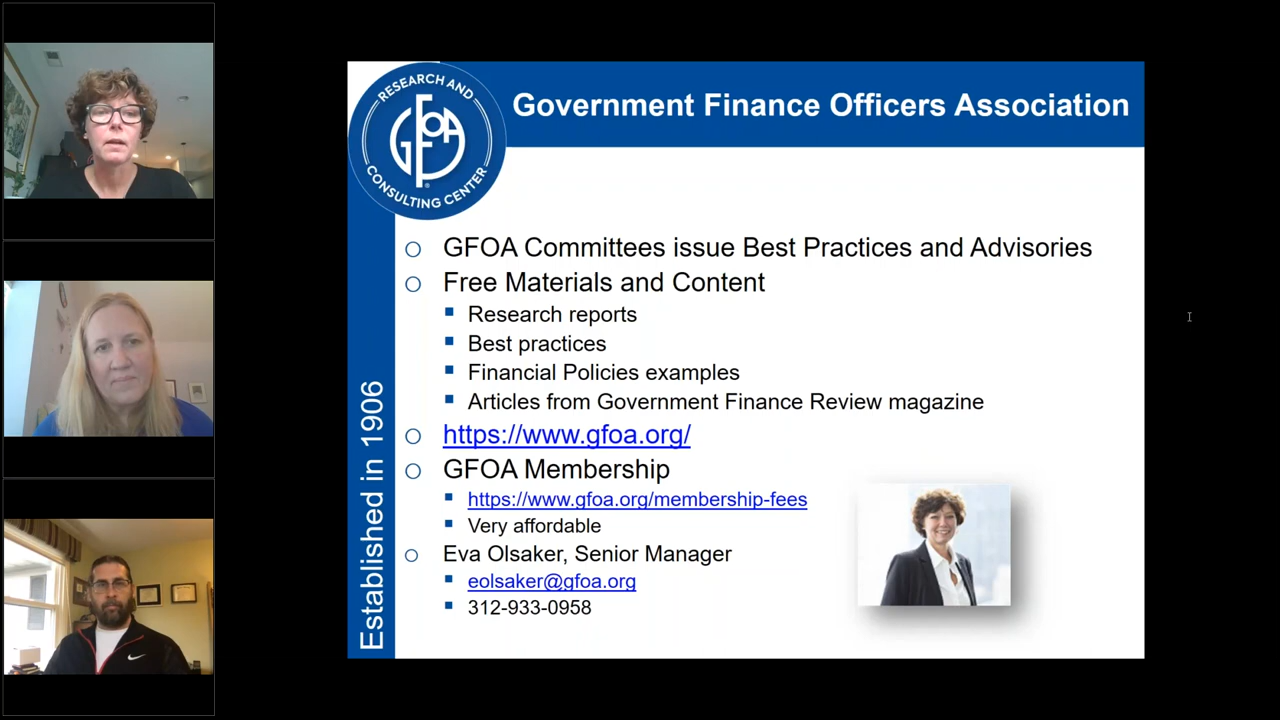 RESEARCH AND
GFOA
CONSULTING CENTER
Government Finance Officers Association
Established in 1906
GFOA Committees issue Best Practices and Advisories
Free Materials and Content
Research reports
Best practices
Financial Policies examples
Articles from Government Finance Review magazine
https://www.gfoa.org/
GFOA Membership
https://www.gfoa.org/membership-fees
Very affordable
Eva Olsaker, Senior Manager
eolsaker@gfoa.org
312-933-0958